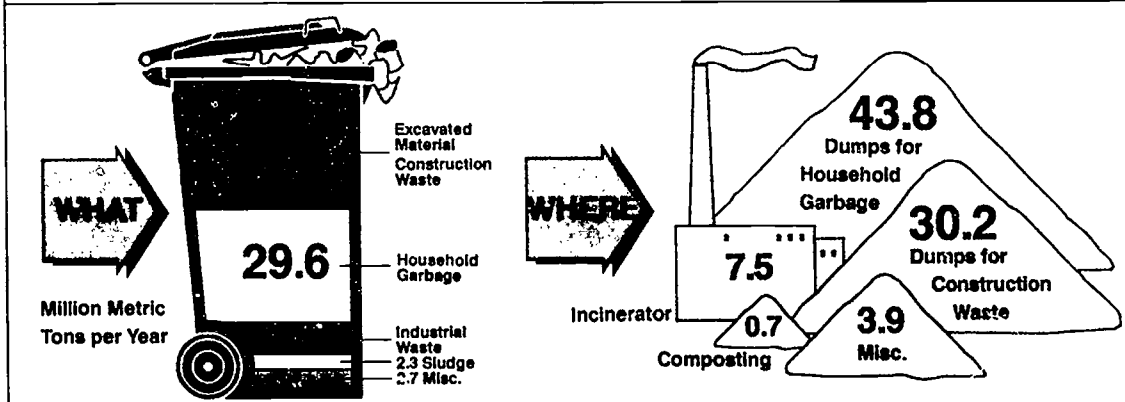 WHAT
Million Metric
Tons per Year
Excavated
Material
Construction
Waste
29.6
Household
Garbage
Industrial
Waste
2.3 Sludge
2.7 Misc.
WHERE
43.8
Dumps for
Household
Garbage
30.2
Dumps for
Construction
Waste
7.5
Incinerator
0.7
Composting
3.9
Misc.